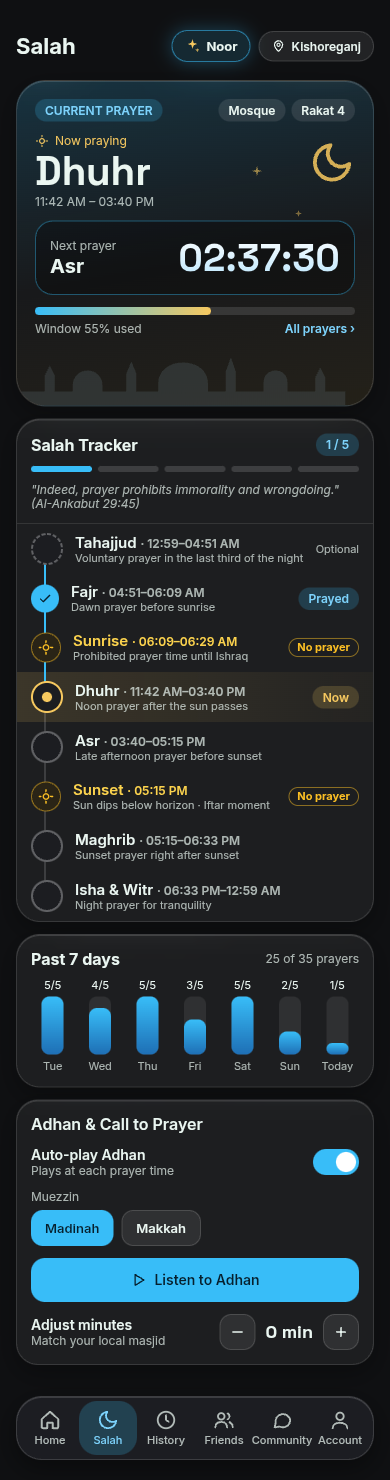 Salah
Noor
Kishoreganj
CURRENT PRAYER
Mosque
Rakat 4
Now praying
Dhuhr
11:42 AM – 03:40 PM
Next prayer
Asr
02:37:30
Window 55% used
All prayers ›
Salah Tracker
1 / 5
"Indeed, prayer prohibits immorality and wrongdoing."
(Al-Ankabut 29:45)
Tahajjud · 12:59–04:51 AM
Voluntary prayer in the last third of the night
Optional
Fajr · 04:51–06:09 AM
Dawn prayer before sunrise
Prayed
Sunrise · 06:09–06:29 AM
Prohibited prayer time until Ishraq
No prayer
Dhuhr · 11:42 AM–03:40 PM
Noon prayer after the sun passes
Now
Asr · 03:40–05:15 PM
Late afternoon prayer before sunset
Sunset · 05:15 PM
Sun dips below horizon · Iftar moment
No prayer
Maghrib · 05:15–06:33 PM
Sunset prayer right after sunset
Isha & Witr · 06:33 PM–12:59 AM
Night prayer for tranquility
Past 7 days
25 of 35 prayers
5/5 4/5 5/5 3/5 5/5 2/5 1/5
Tue Wed Thu Fri Sat Sun Today
Adhan & Call to Prayer
Auto-play Adhan
Plays at each prayer time
Muezzin
Madinah
Makkah
Listen to Adhan
Adjust minutes
Match your local masjid
− 0 min +
Home Salah History Friends Community Account